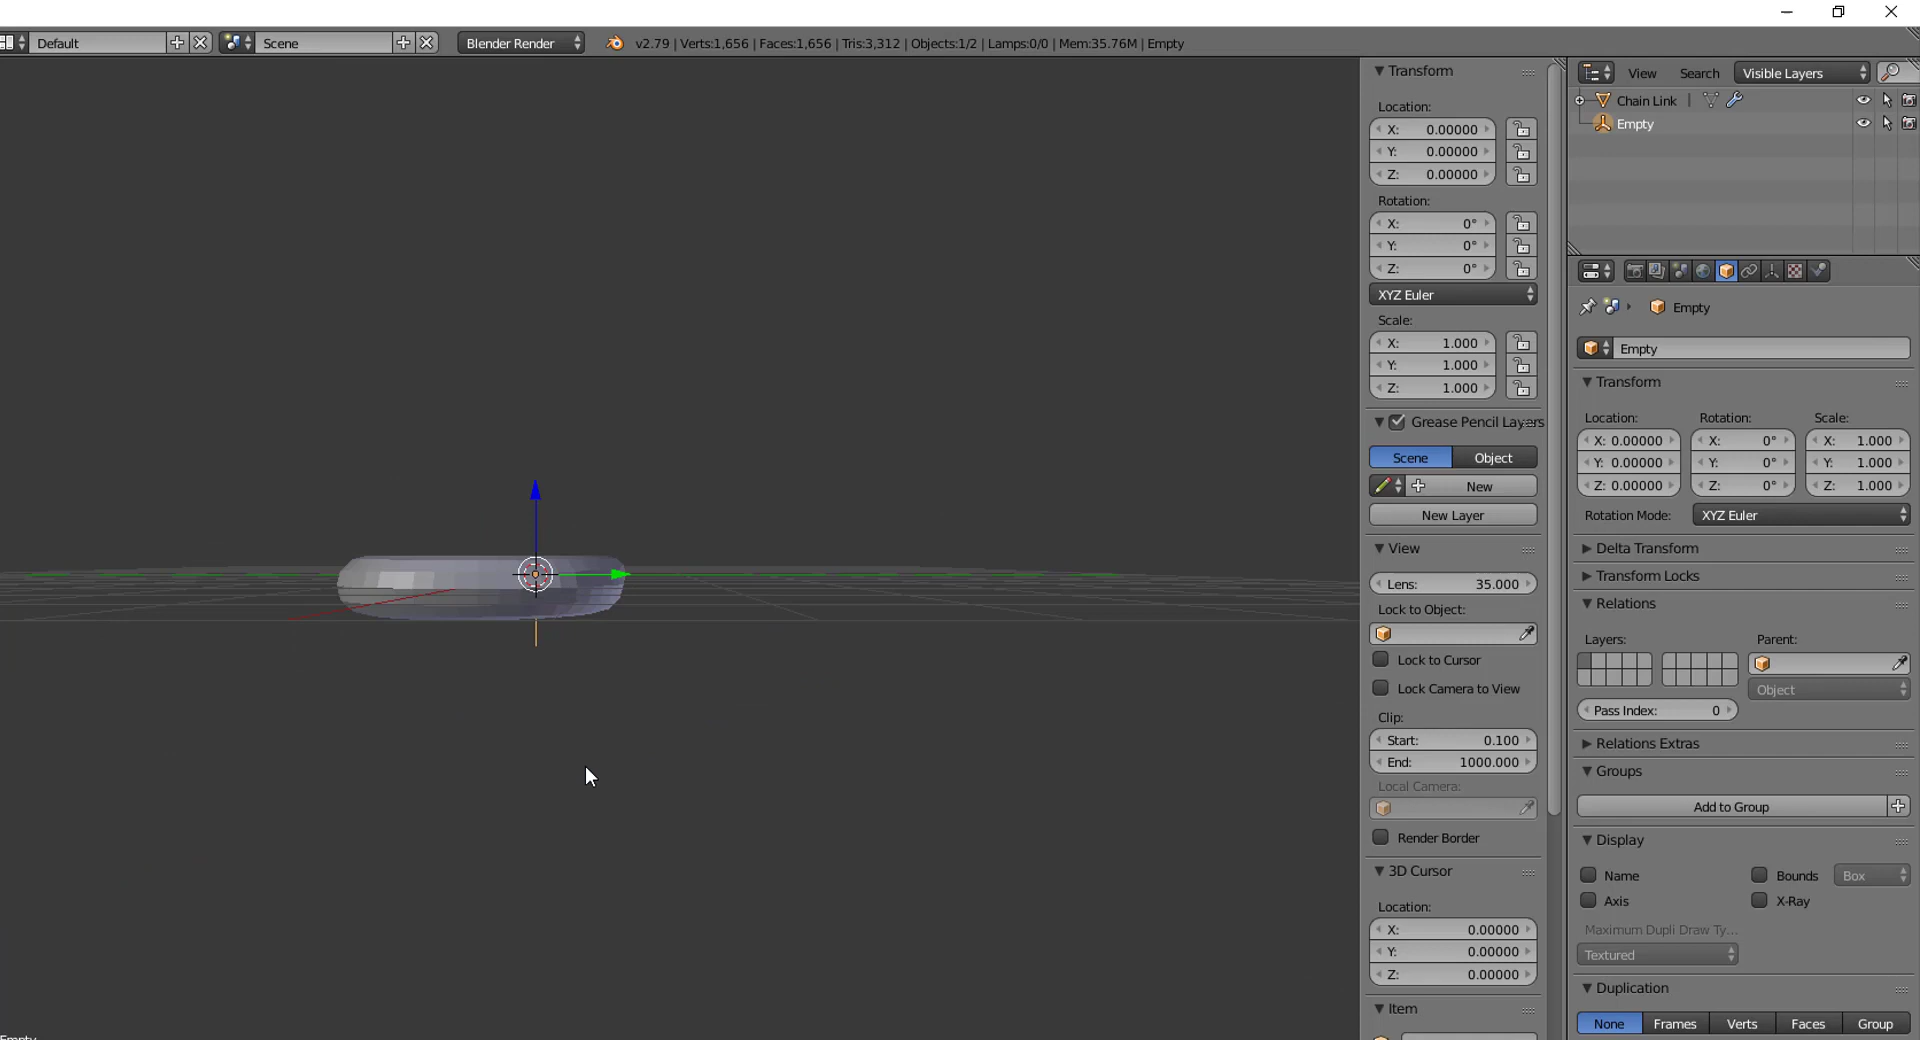 Default
Scene
Blender Render
v2.79 | Verts:1,656 | Faces:1,656 | Tris:3,312 | Objects:1/2 | Lamps:0/0 | Mem:35.76M | Empty
Transform
Location:
X: 0.00000
Y: 0.00000
Z: 0.00000
Rotation:
X: 0°
Y: 0°
Z: 0°
XYZ Euler
Scale:
X: 1.000
Y: 1.000
Z: 1.000
Grease Pencil Layers
Scene Object
New
New Layer
View
Lens: 35.000
Lock to Object:
Lock to Cursor
Lock Camera to View
Clip:
Start: 0.100
End: 1000.000
Local Camera:
Render Border
3D Cursor
Location:
X: 0.00000
Y: 0.00000
Z: 0.00000
Item
View Search Visible Layers
Chain Link
Empty
Empty
Empty
Transform
Location: Rotation: Scale:
X: 0.00000 X: 0° X: 1.000
Y: 0.00000 Y: 0° Y: 1.000
Z: 0.00000 Z: 0° Z: 1.000
Rotation Mode: XYZ Euler
Delta Transform
Transform Locks
Relations
Layers: Parent:
Object
Pass Index: 0
Relations Extras
Groups
Add to Group
Display
Name Bounds Box
Axis X-Ray
Maximum Dupli Draw Ty...
Textured
Duplication
None Frames Verts Faces Group